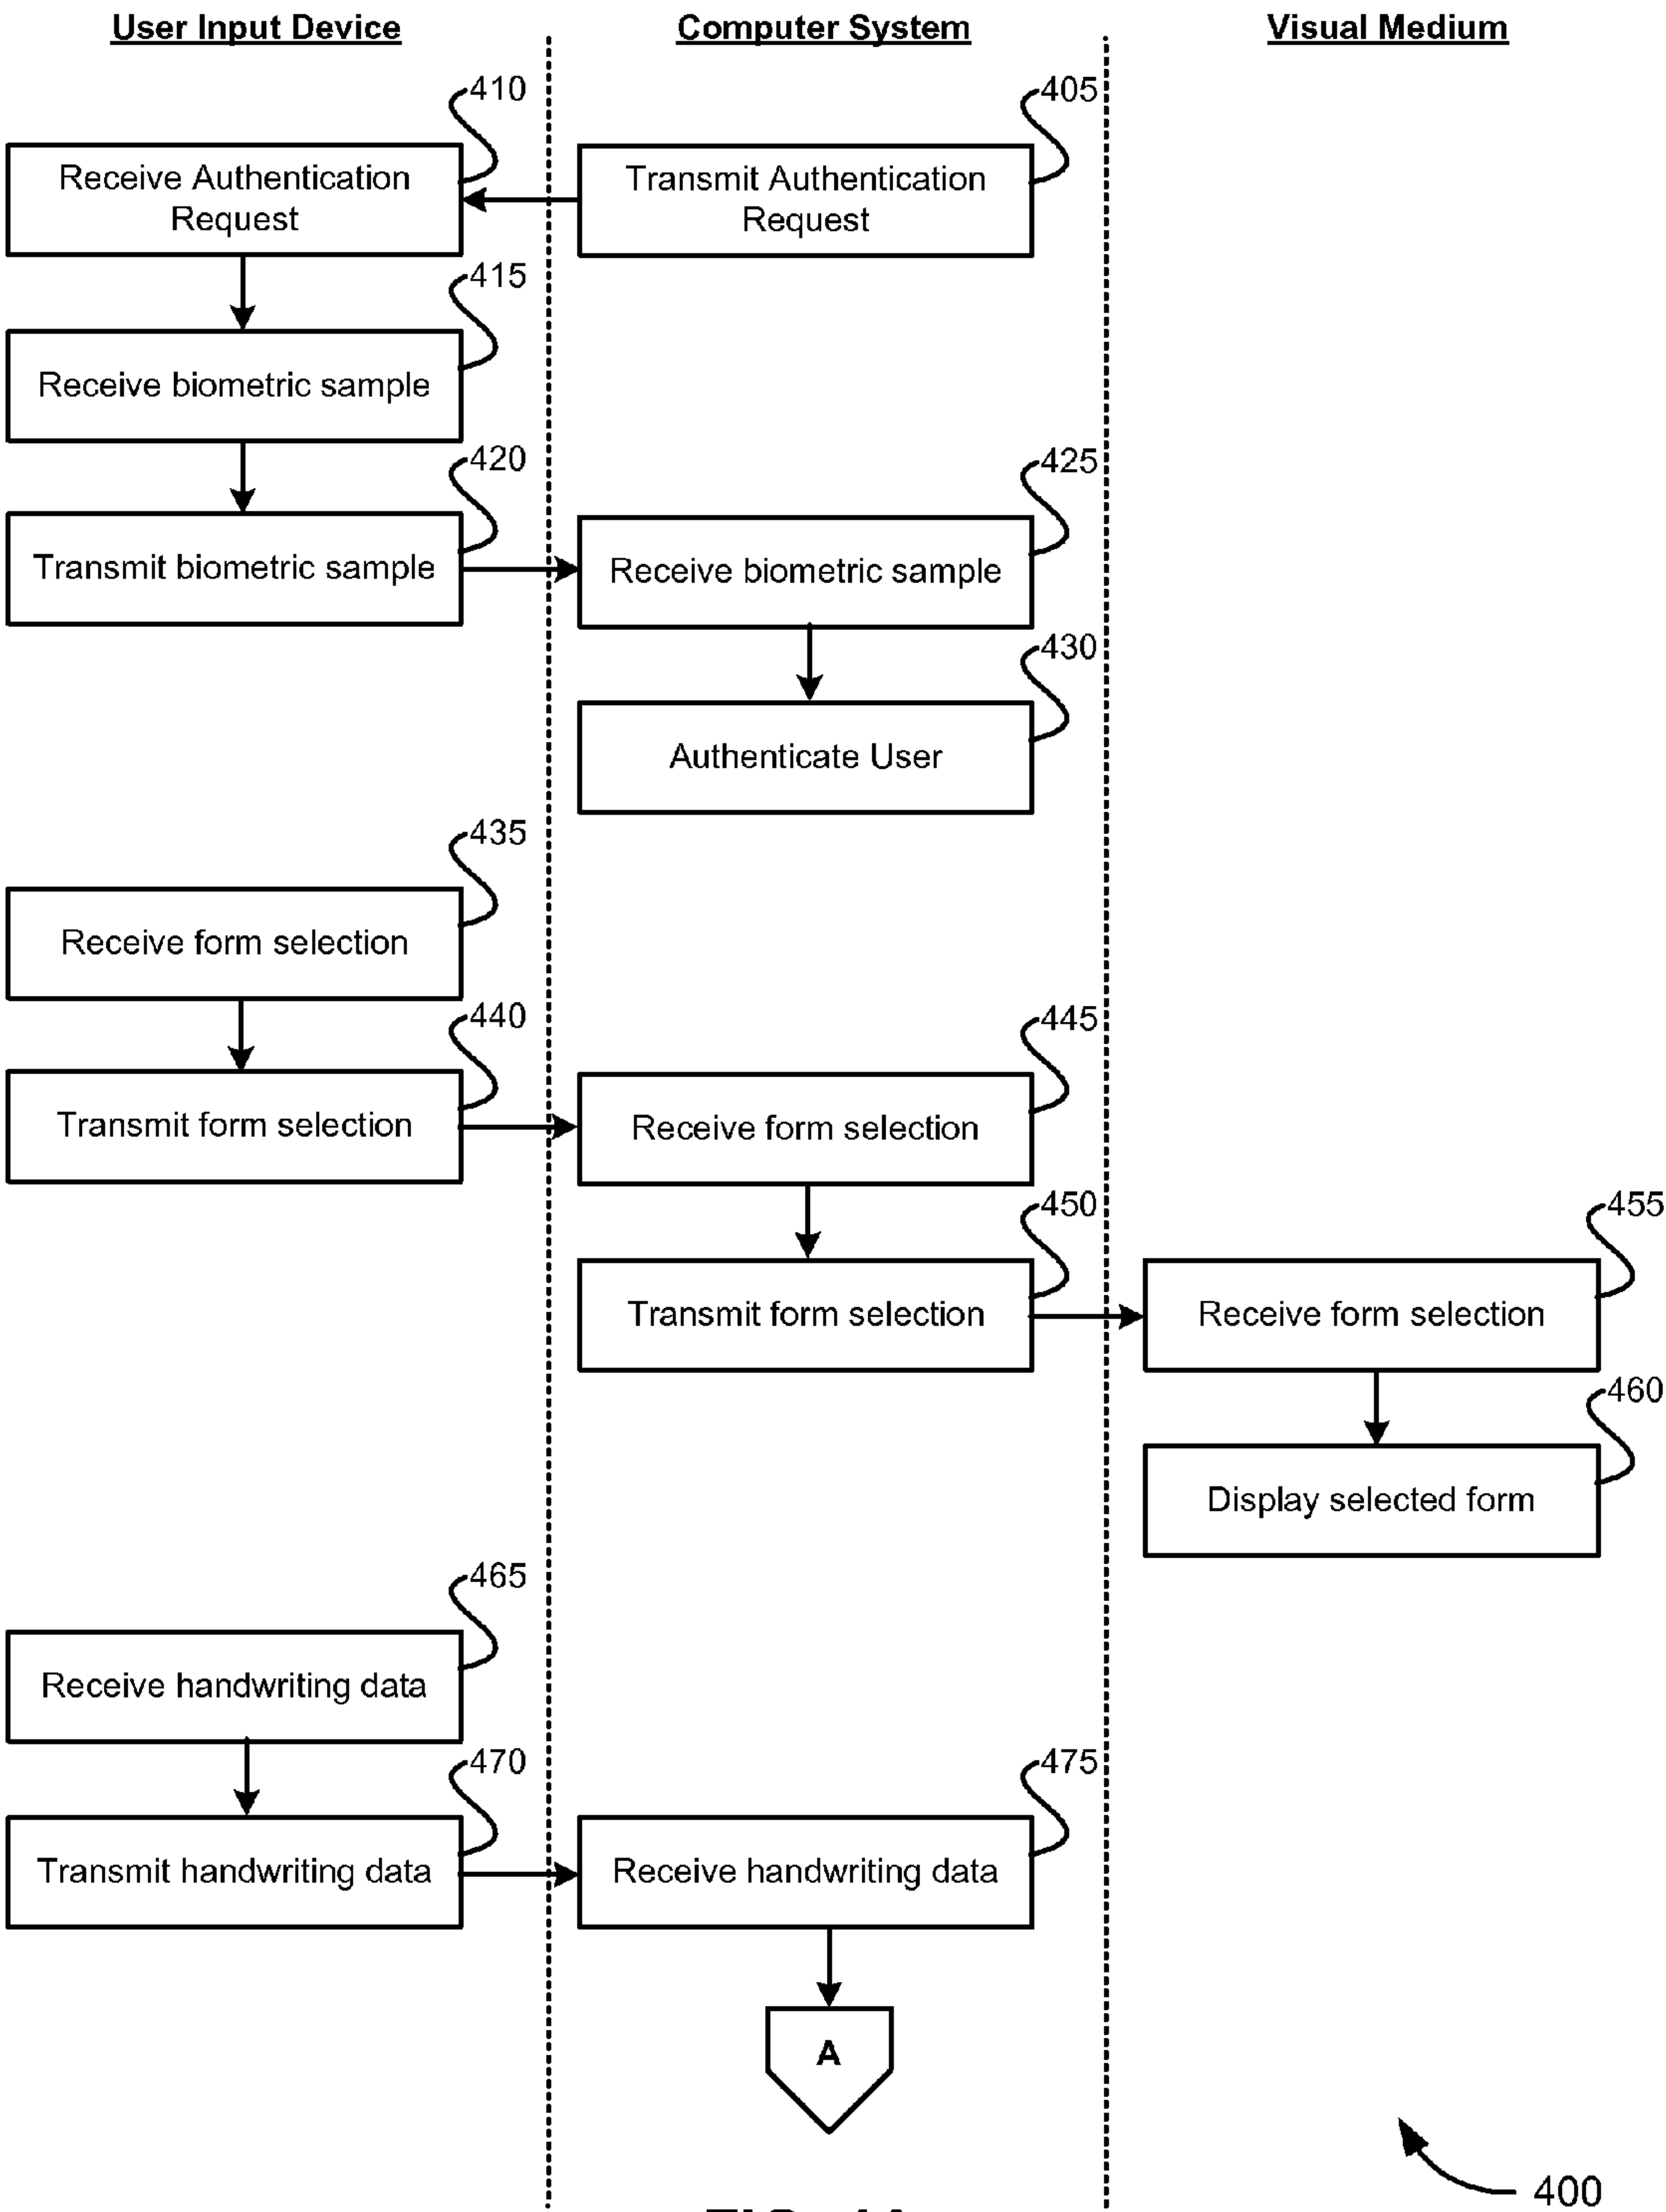 User Input Device
Computer System
Visual Medium
410
405
Receive Authentication
Request
Transmit Authentication
Request
415
Receive biometric sample
420
425
Transmit biometric sample
Receive biometric sample
430
Authenticate User
435
Receive form selection
440
445
Transmit form selection
Receive form selection
450
455
Transmit form selection
Receive form selection
460
Display selected form
465
Receive handwriting data
470
475
Transmit handwriting data
Receive handwriting data
A
400